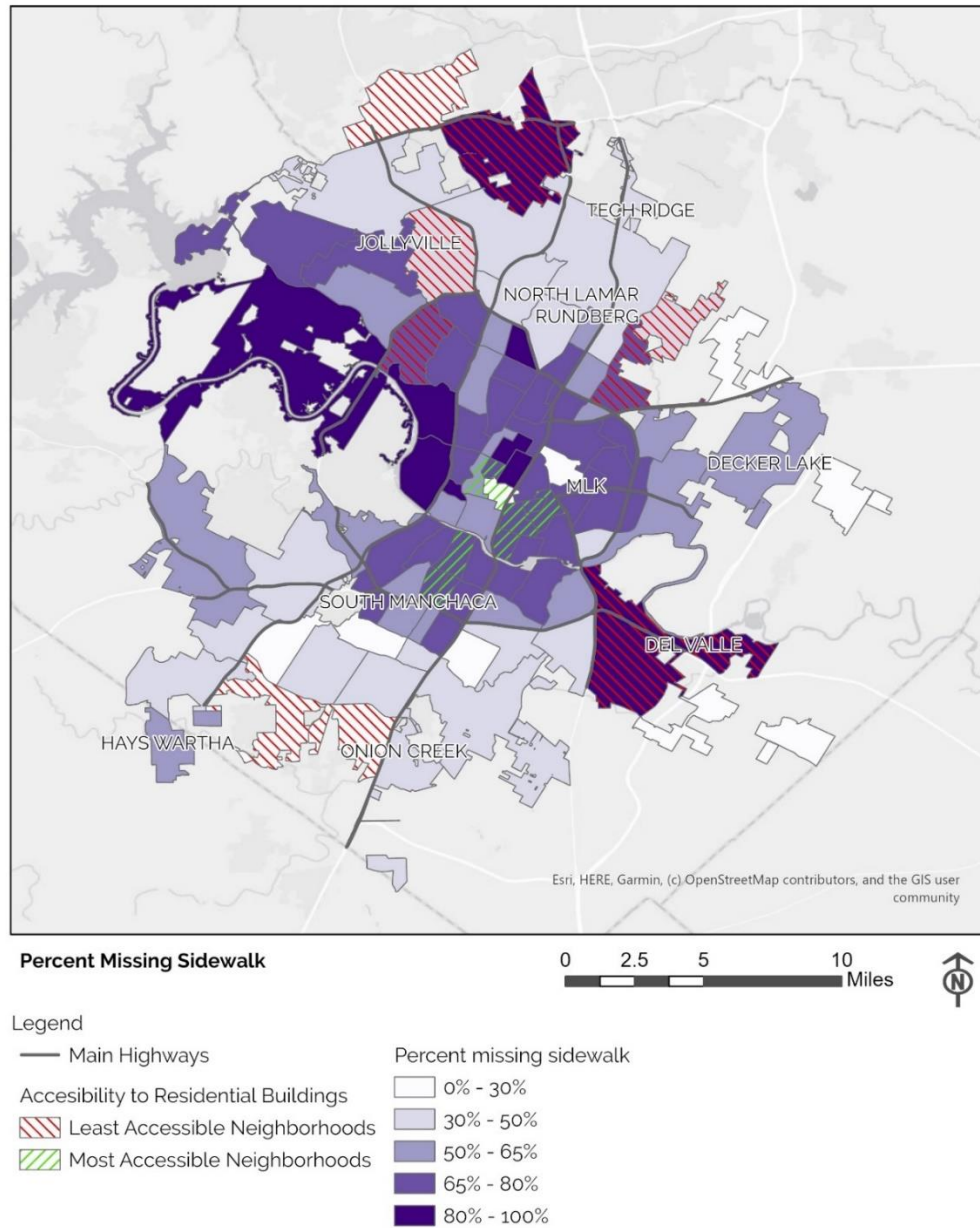 TECH RIDGE
JOLLYVILLE
NORTH LAMAR
RUNDBERG
DECKER LAKE
MLK
SOUTH MANCHACA
DEL VALLE
HAYS WARTHA
ONION CREEK
Esri, HERE, Garmin, (c) OpenStreetMap contributors, and the GIS user
community
Percent Missing Sidewalk
0 2.5 5 10
Miles
N
Legend
Main Highways
Accesibility to Residential Buildings
Least Accessible Neighborhoods
Most Accessible Neighborhoods
Percent missing sidewalk
0% - 30%
30% - 50%
50% - 65%
65% - 80%
80% - 100%